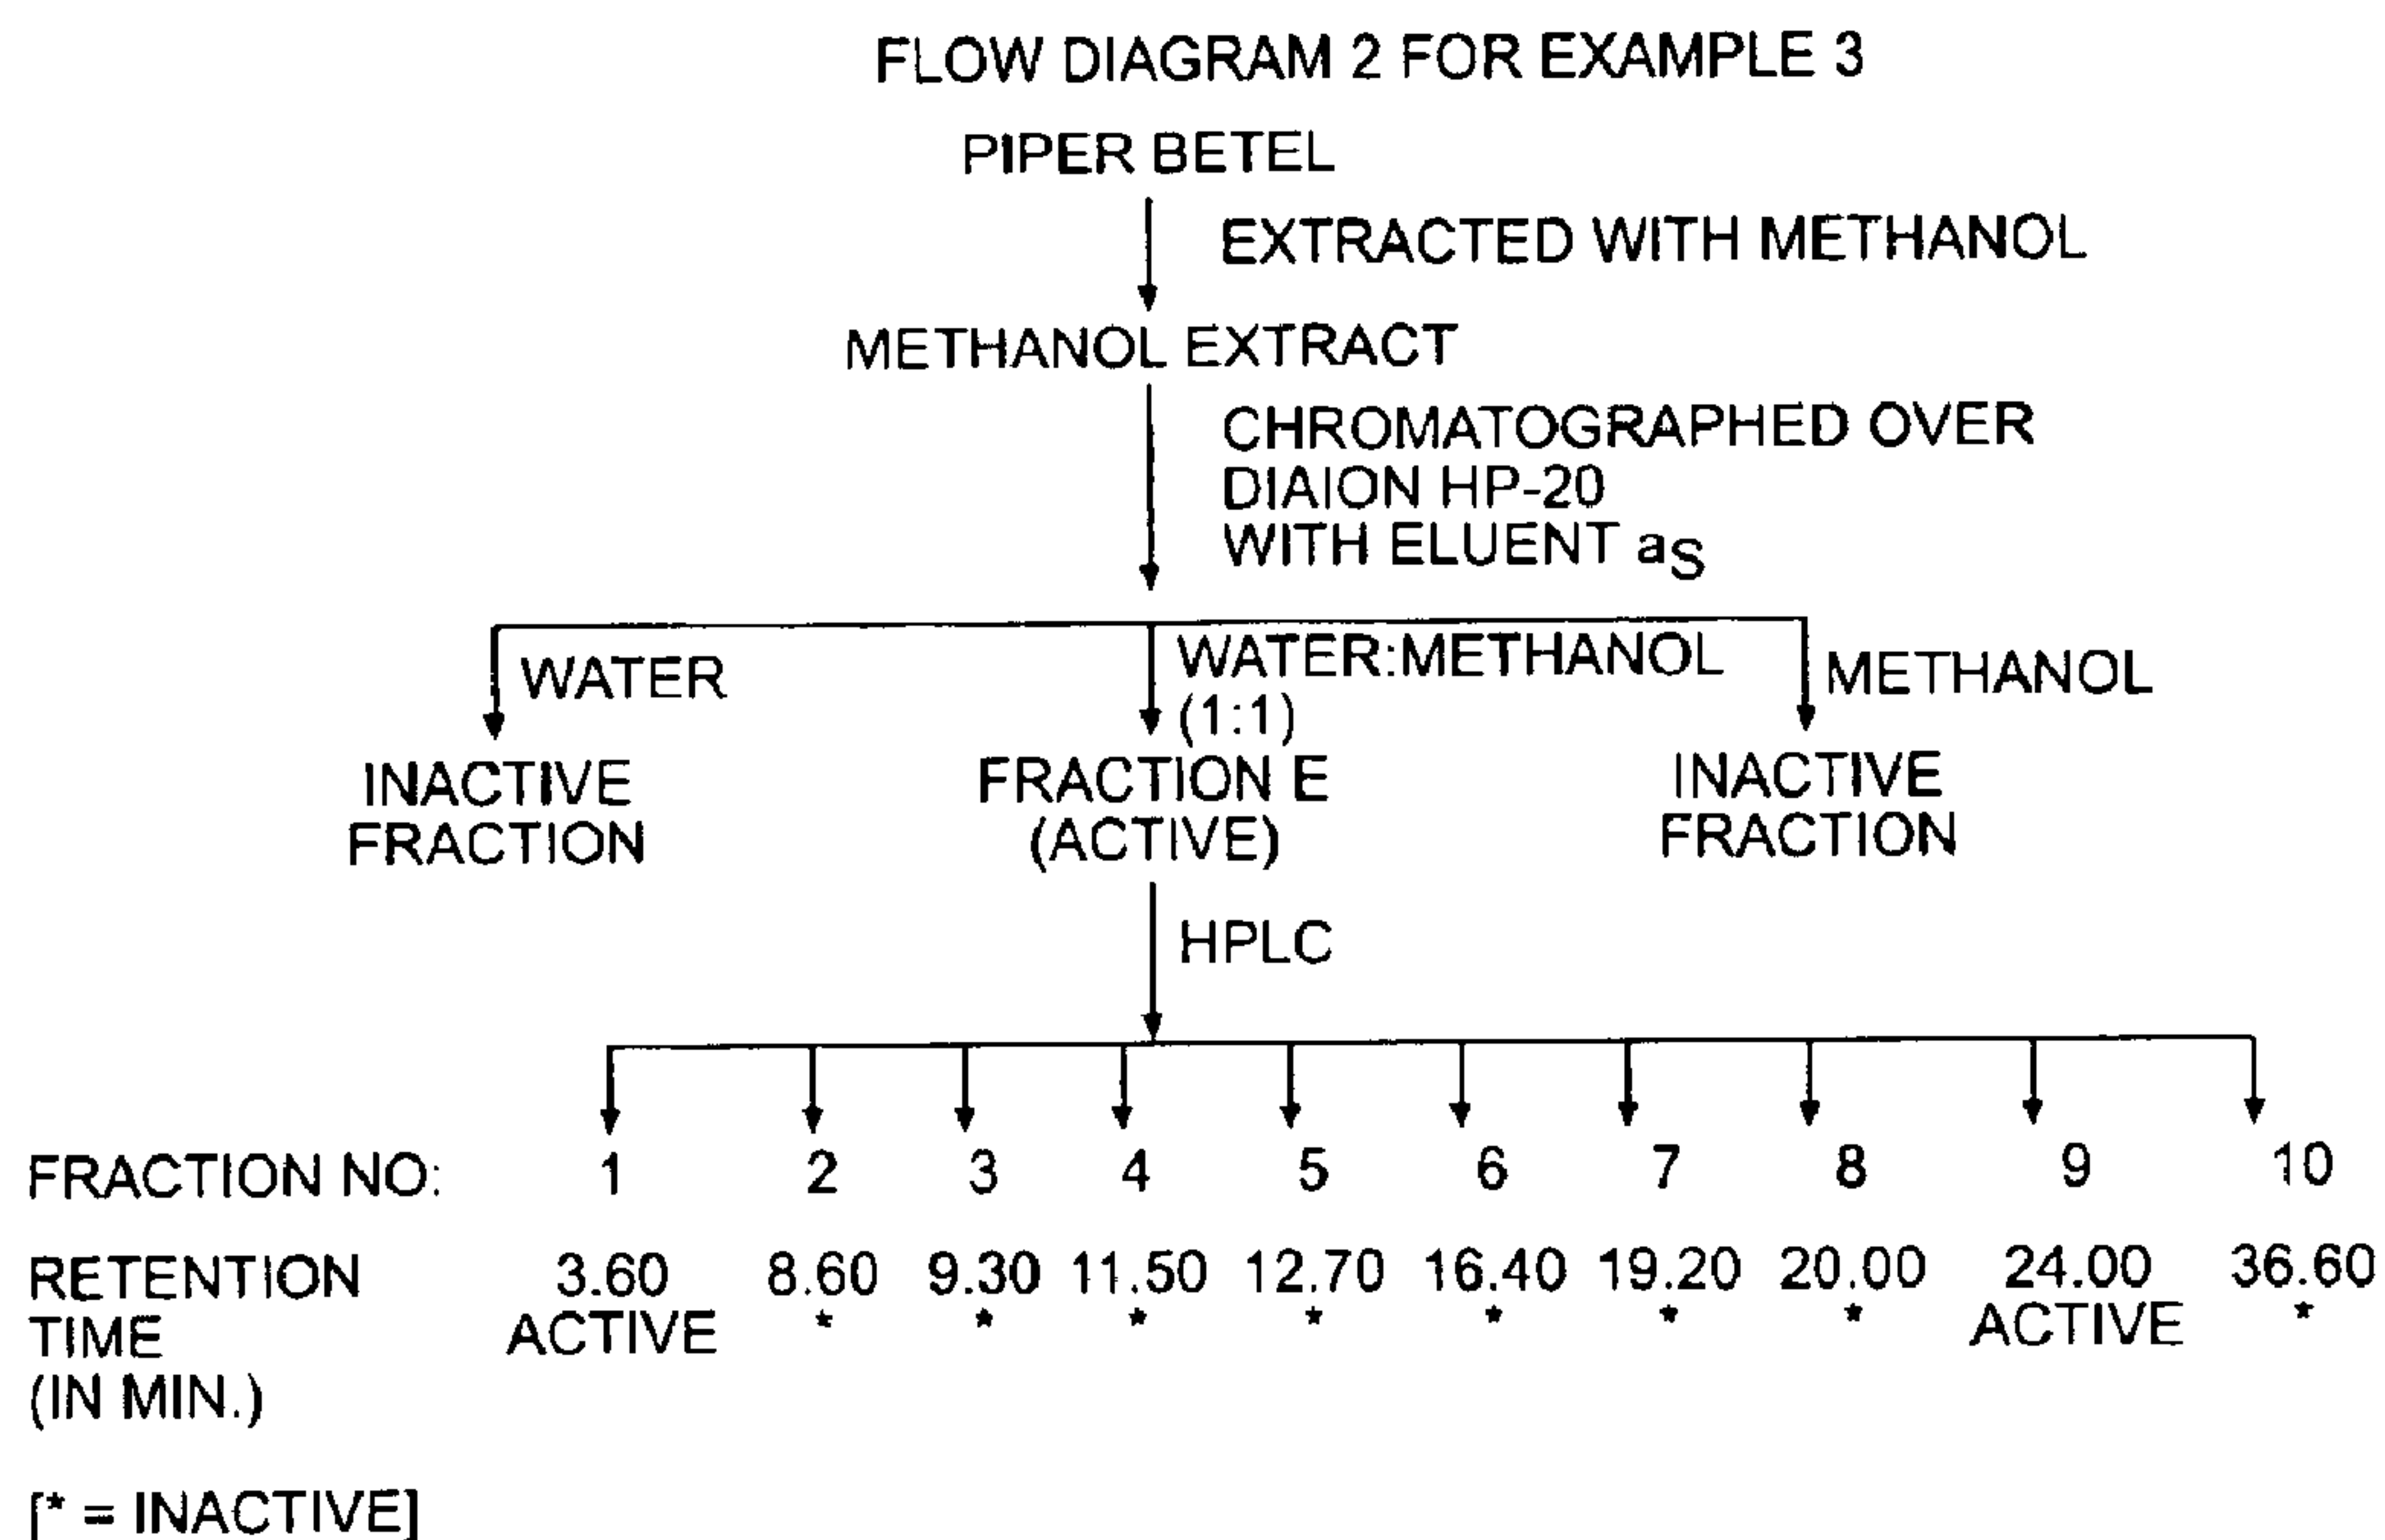 FLOW DIAGRAM 2 FOR EXAMPLE 3
PIPER BETEL
EXTRACTED WITH METHANOL
METHANOL EXTRACT
CHROMATOGRAPHED OVER
DIAION HP-20
WITH ELUENT as
WATER
WATER:METHANOL
(1:1)
METHANOL
INACTIVE
FRACTION
FRACTION E
(ACTIVE)
INACTIVE
FRACTION
HPLC
FRACTION NO: 1 2 3 4 5 6 7 8 9 10
RETENTION 3.60 8.60 9.30 11.50 12.70 16.40 19.20 20.00 24.00 36.60
TIME ACTIVE * * * * * * * ACTIVE *
(IN MIN.)
[* = INACTIVE]